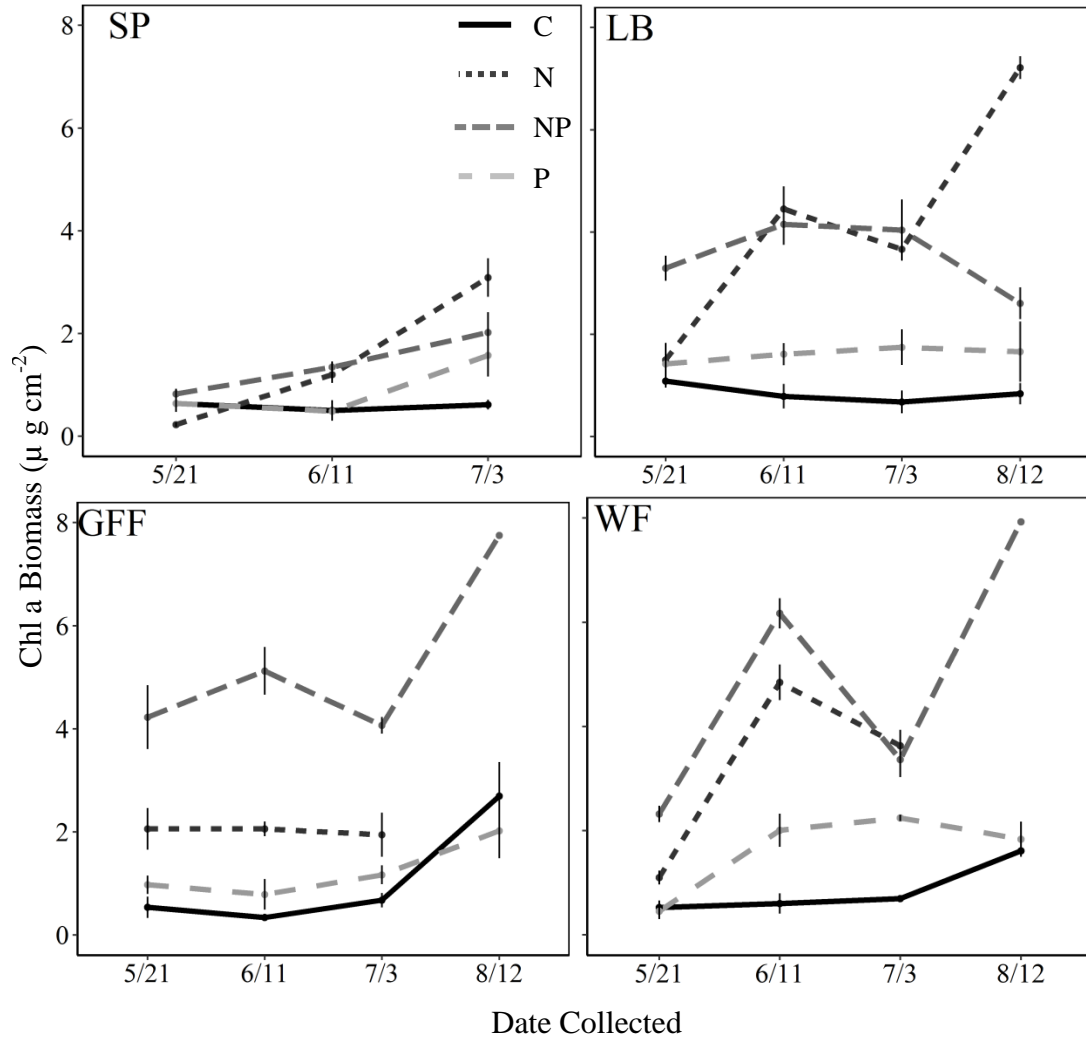 SP
C
N
NP
P
8
6
4
2
0
5/21 6/11 7/3
LB
5/21 6/11 7/3 8/12
GFF
8
6
4
2
0
5/21 6/11 7/3 8/12
WF
5/21 6/11 7/3 8/12
Chl a Biomass (µ g cm-2)
Date Collected